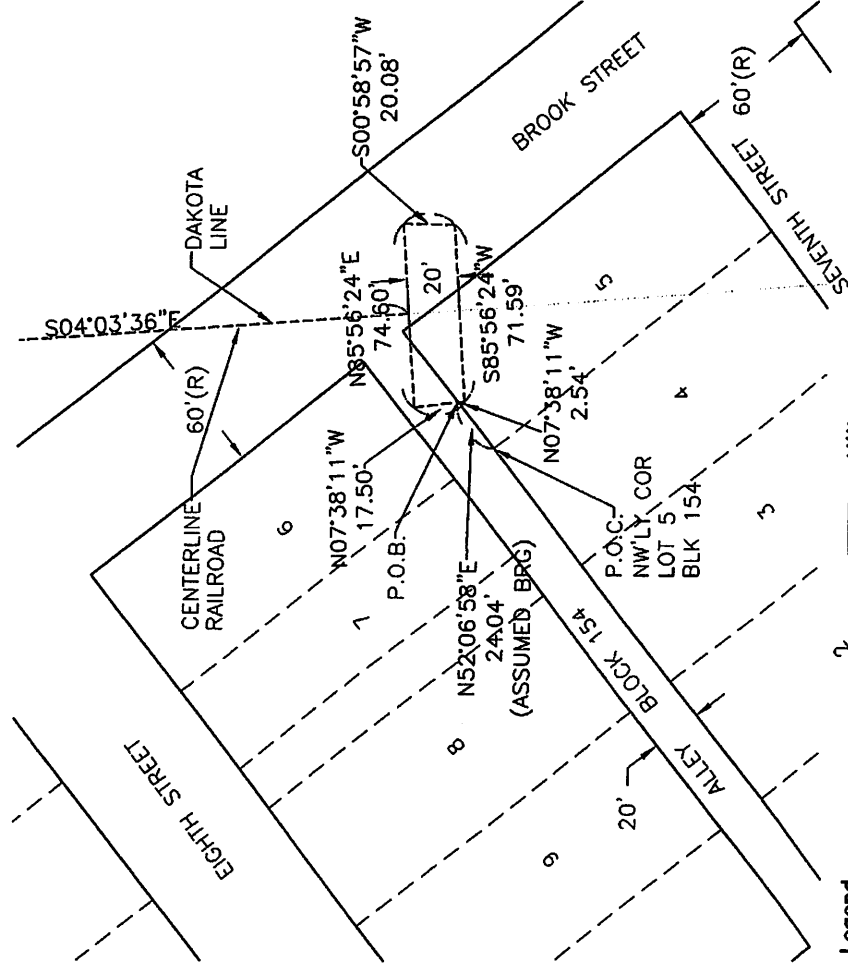 S00°58'57"W
20.08'
BROOK STREET
60'(R)
DAKOTA
LINE
S04°03'36"E
N85°56'24"E
74.60'
20'
S85°56'24"W
71.59'
SEVENTH STREET
5
60'(R)
CENTERLINE
RAILROAD
N07°38'11"W
17.50'
P.O.B.
N07°38'11"W
2.54'
4
6
N52°06'58"E
24.04'
(ASSUMED BRG)
P.O.C.
NW'LY COR
LOT 5
BLK 154
3
7
EIGHTH STREET
8
ALLEY BLOCK 154
2
20'
9
Legend